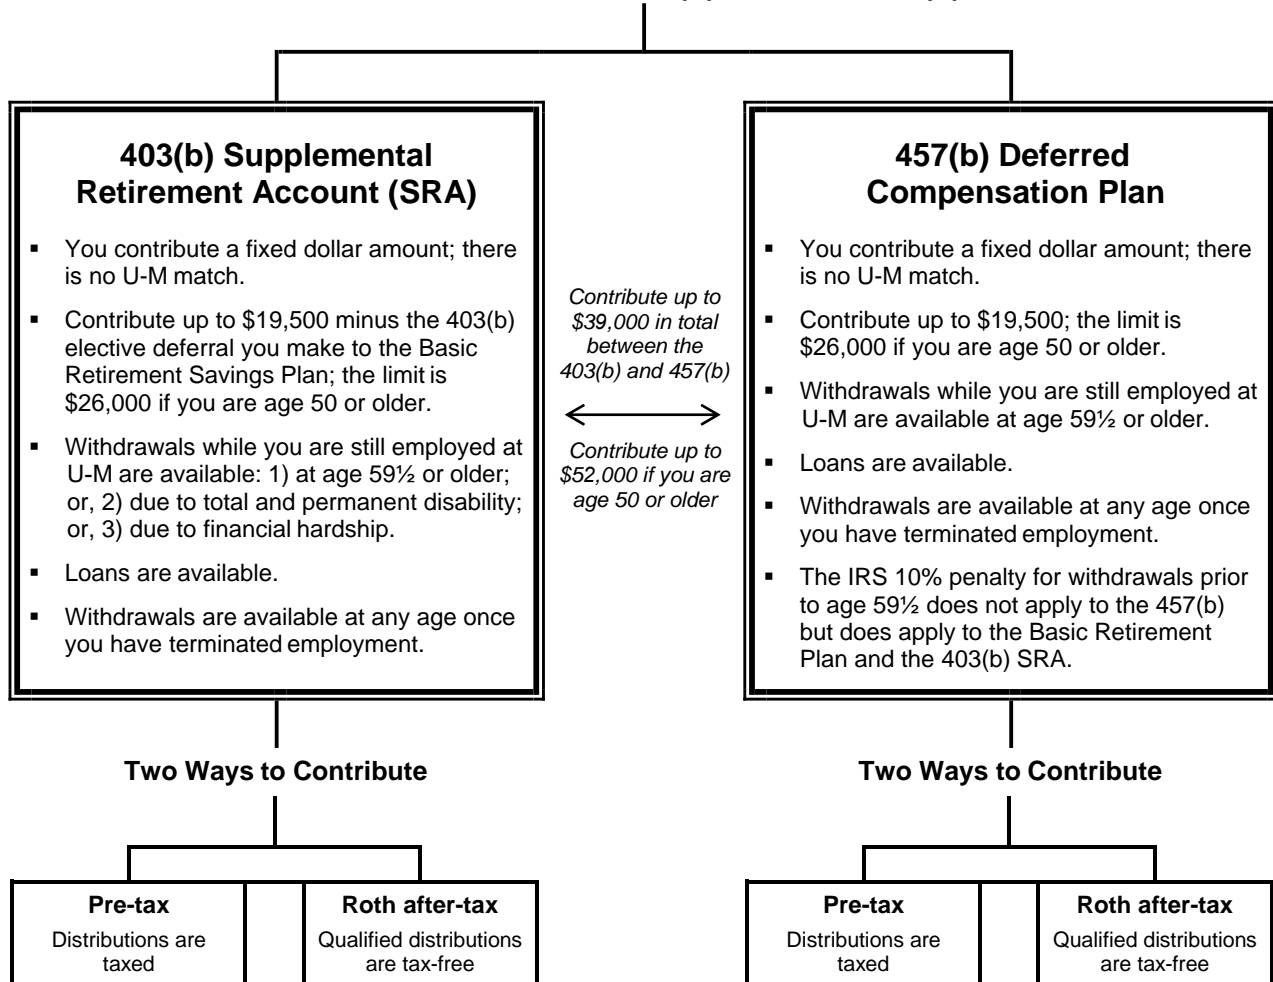 403(b) Supplemental
Retirement Account (SRA)
▪ You contribute a fixed dollar amount; there
is no U-M match.
▪ Contribute up to $19,500 minus the 403(b)
elective deferral you make to the Basic
Retirement Savings Plan; the limit is
$26,000 if you are age 50 or older.
▪ Withdrawals while you are still employed at
U-M are available: 1) at age 59½ or older;
or, 2) due to total and permanent disability;
or, 3) due to financial hardship.
▪ Loans are available.
▪ Withdrawals are available at any age once
you have terminated employment.
Contribute up to
$39,000 in total
between the
403(b) and 457(b)
Contribute up to
$52,000 if you are
age 50 or older
457(b) Deferred
Compensation Plan
▪ You contribute a fixed dollar amount; there
is no U-M match.
▪ Contribute up to $19,500; the limit is
$26,000 if you are age 50 or older.
▪ Withdrawals while you are still employed at
U-M are available at age 59½ or older.
▪ Loans are available.
▪ Withdrawals are available at any age once
you have terminated employment.
▪ The IRS 10% penalty for withdrawals prior
to age 59½ does not apply to the 457(b)
but does apply to the Basic Retirement
Plan and the 403(b) SRA.
Two Ways to Contribute
Pre-tax
Distributions are
taxed
Roth after-tax
Qualified distributions
are tax-free
Two Ways to Contribute
Pre-tax
Distributions are
taxed
Roth after-tax
Qualified distributions
are tax-free